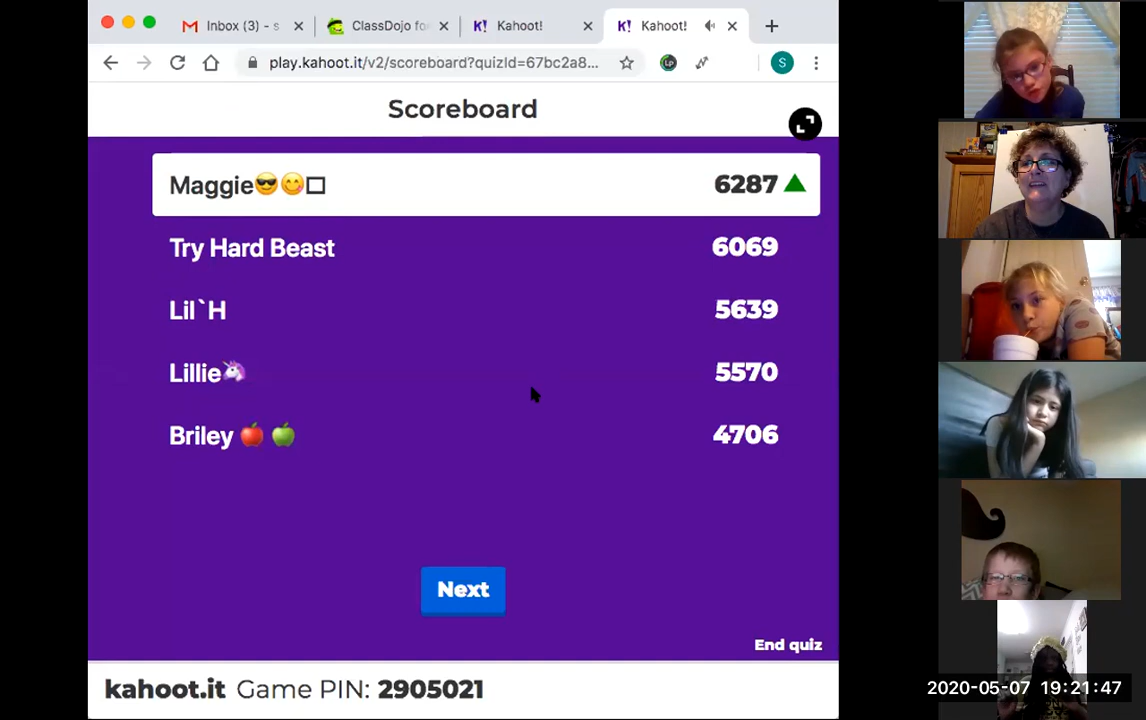 Inbox (3) - s
ClassDojo fo
Kahoot!
Kahoot!
play.kahoot.it/v2/scoreboard?quizId=67bc2a8...
S
Scoreboard
Maggie😎😋□ 6287
Try Hard Beast 6069
Lil`H 5639
Lillie🦄 5570
Briley 🍎 🍏 4706
Next
End quiz
kahoot.it Game PIN: 2905021
2020-05-07 19:21:47